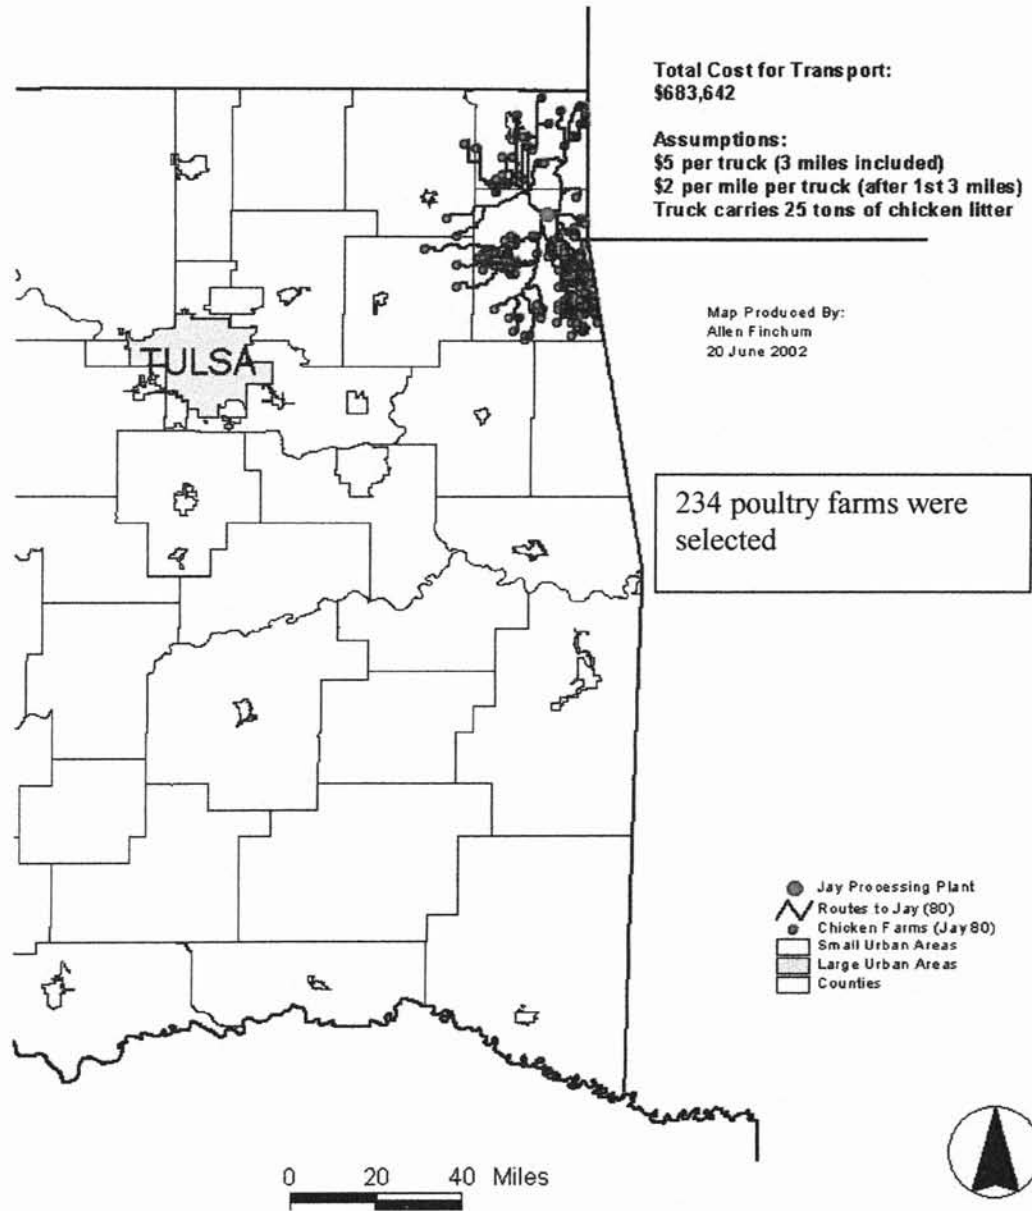 Total Cost for Transport:
$683,642
Assumptions:
$5 per truck (3 miles included)
$2 per mile per truck (after 1st 3 miles)
Truck carries 25 tons of chicken litter
Map Produced By:
Allen Finchum
20 June 2002
TULSA
234 poultry farms were
selected
Jay Processing Plant
Routes to Jay (80)
Chicken Farms (Jay 80)
Small Urban Areas
Large Urban Areas
Counties
0 20 40 Miles